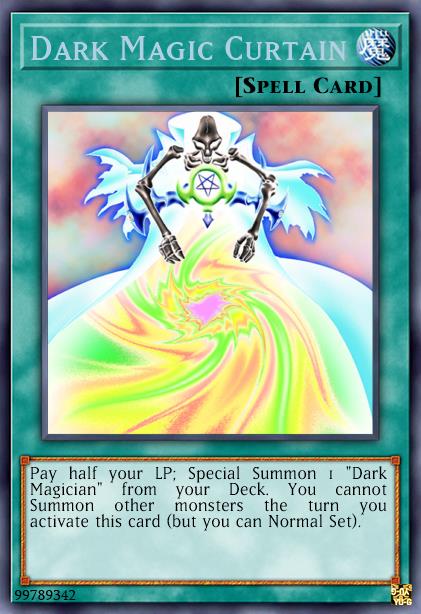 DARK MAGIC CURTAIN 魔
[SPELL CARD]
Pay half your LP; Special Summon 1 "Dark
Magician" from your Deck. You cannot
Summon other monsters the turn you
activate this card (but you can Normal Set).
99789342